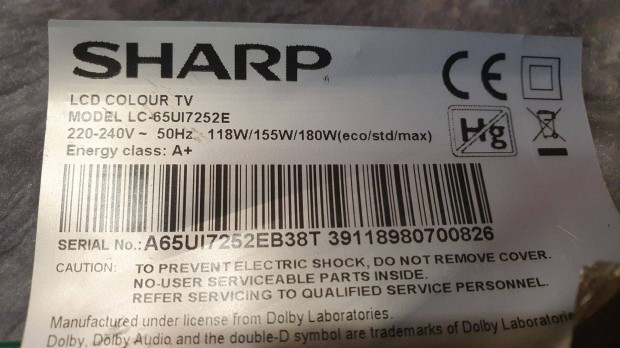 SHARP
LCD COLOUR TV
MODEL LC-65UI7252E
220-240V ~ 50Hz 118W/155W/180W(eco/std/max)
Energy class: A+
CE
Hg
SERIAL No.: A65UI7252EB38T 39118980700826
CAUTION: TO PREVENT ELECTRIC SHOCK, DO NOT REMOVE COVER.
NO-USER SERVICEABLE PARTS INSIDE.
REFER SERVICING TO QUALIFIED SERVICE PERSONNEL.
Manufactured under license from Dolby Laboratories.
Dolby, Dolby Audio and the double-D symbol are trademarks of Dolby Laboratorie